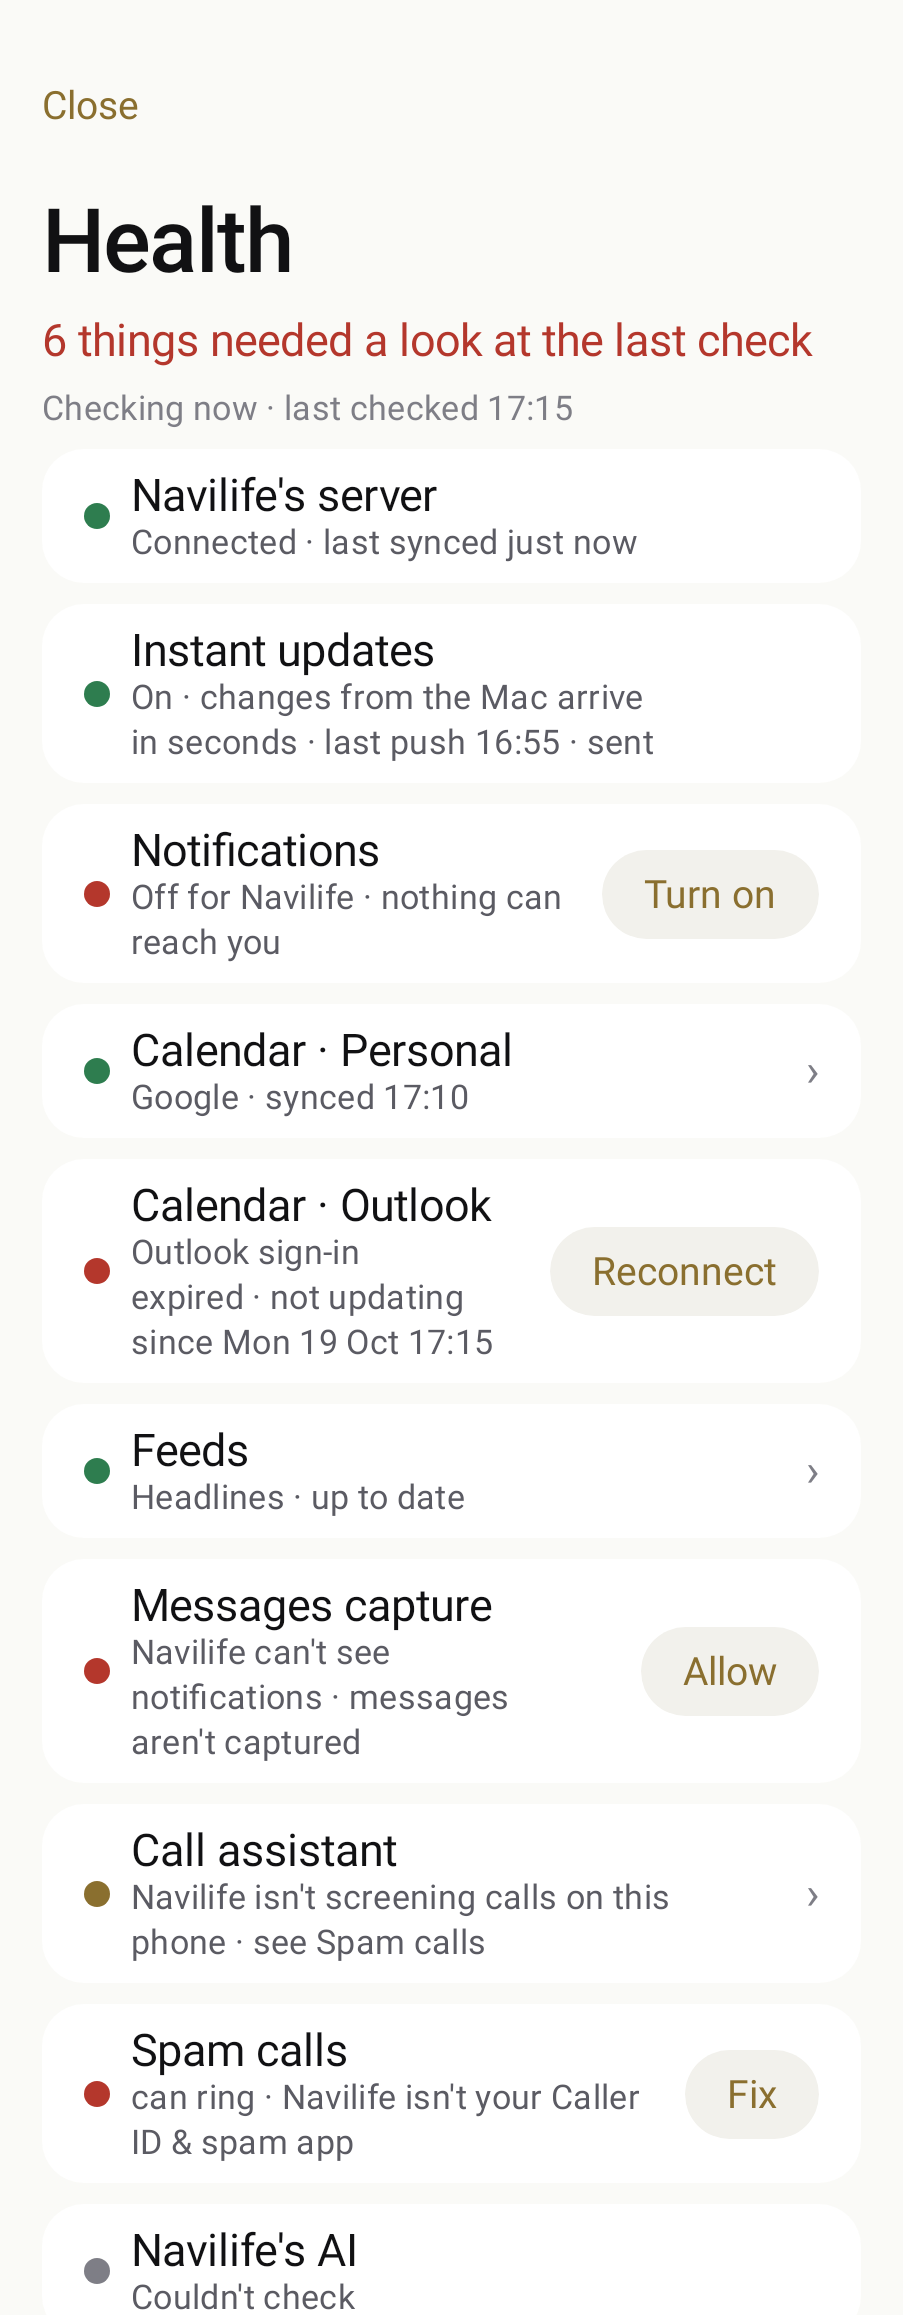 Close
Health
6 things needed a look at the last check
Checking now · last checked 17:15
Navilife's server
Connected · last synced just now
Instant updates
On · changes from the Mac arrive
in seconds · last push 16:55 · sent
Notifications
Off for Navilife · nothing can
reach you
Turn on
Calendar · Personal
Google · synced 17:10
›
Calendar · Outlook
Outlook sign-in
expired · not updating
since Mon 19 Oct 17:15
Reconnect
Feeds
Headlines · up to date
›
Messages capture
Navilife can't see
notifications · messages
aren't captured
Allow
Call assistant
Navilife isn't screening calls on this
phone · see Spam calls
›
Spam calls
can ring · Navilife isn't your Caller
ID & spam app
Fix
Navilife's AI
Couldn't check